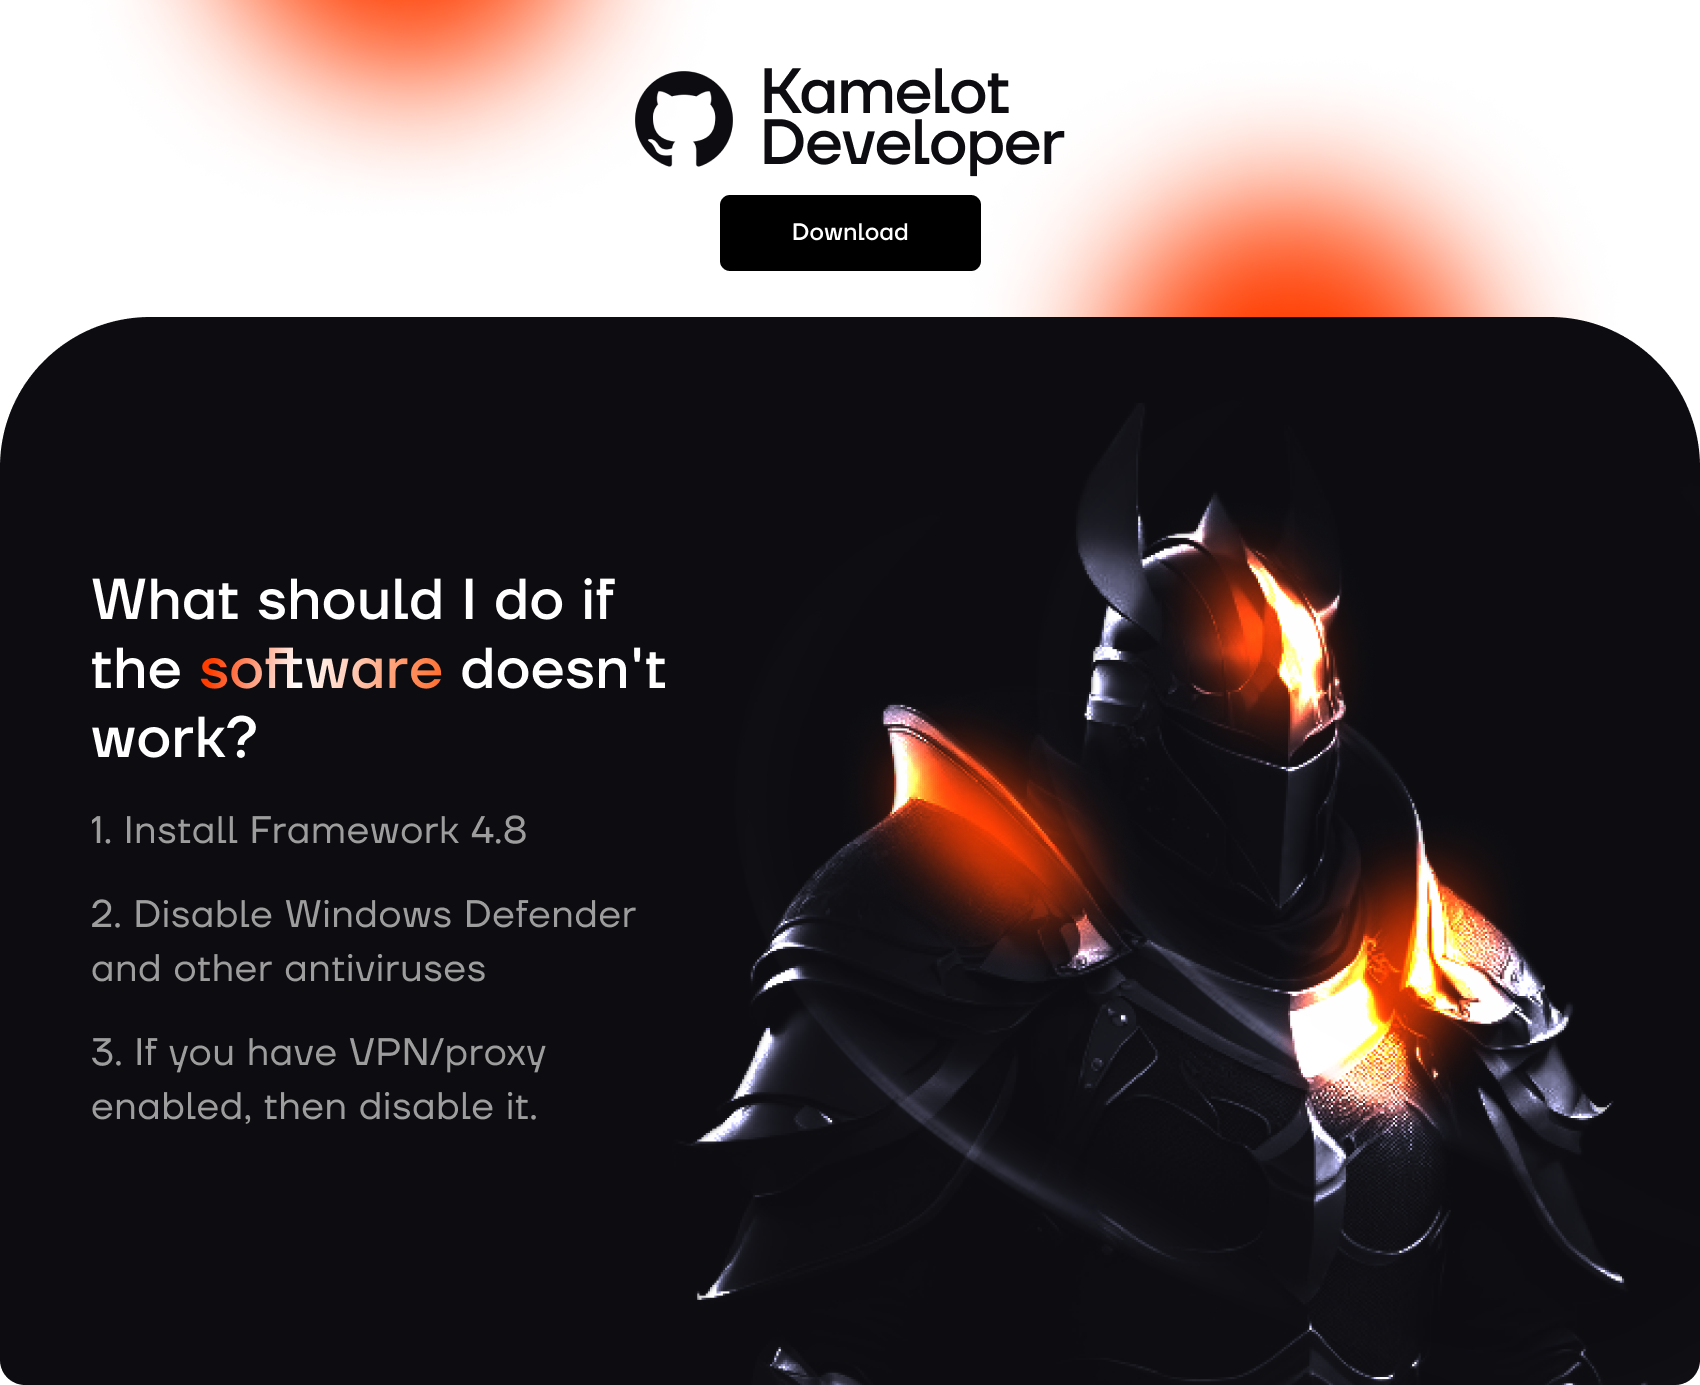 Kamelot
Developer
Download
What should I do if
the software doesn't
work?
1. Install Framework 4.8
2. Disable Windows Defender
and other antiviruses
3. If you have VPN/proxy
enabled, then disable it.